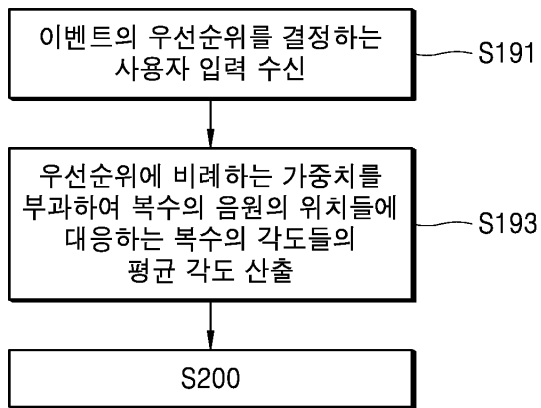 이벤트의 우선순위를 결정하는
사용자 입력 수신
S191
우선순위에 비례하는 가중치를
부과하여 복수의 음원의 위치들에
대응하는 복수의 각도들의
평균 각도 산출
S193
S200